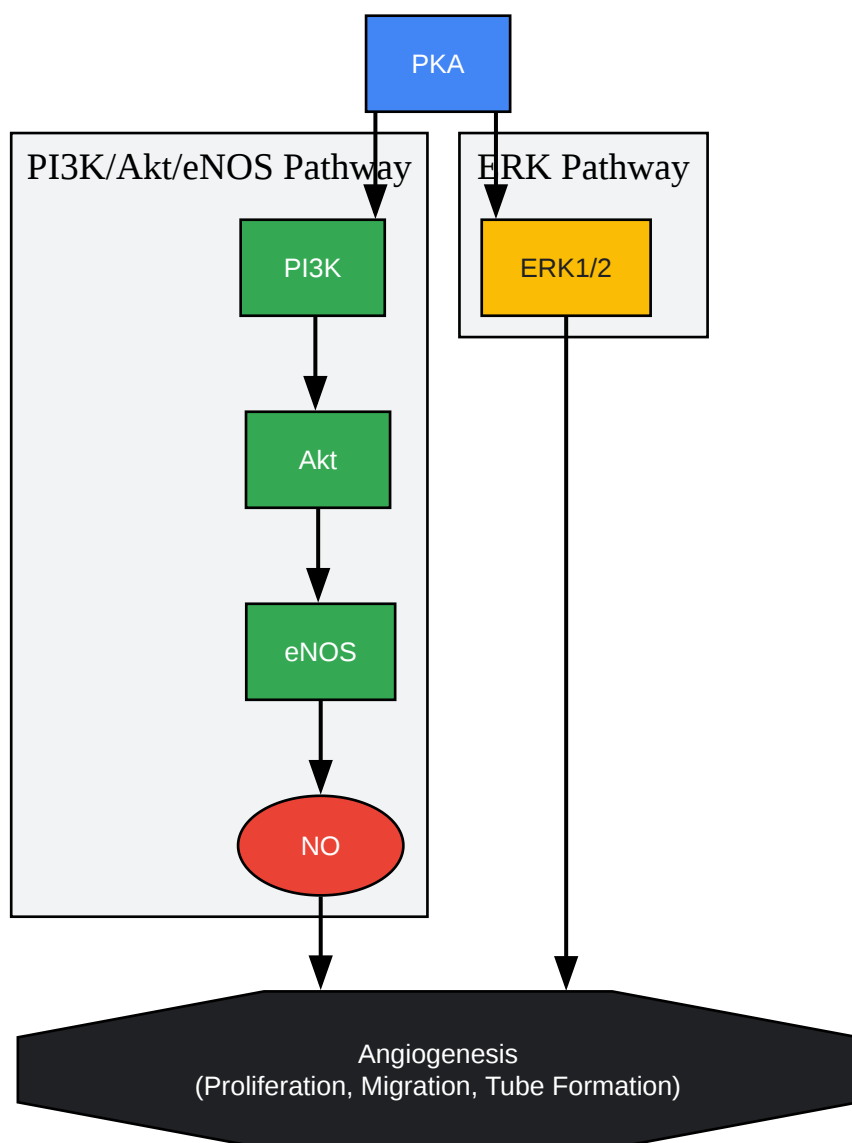 PKA
PI3K/Akt/eNOS Pathway
ERK Pathway
PI3K
ERK1/2
Akt
eNOS
NO
Angiogenesis
(Proliferation, Migration, Tube Formation)